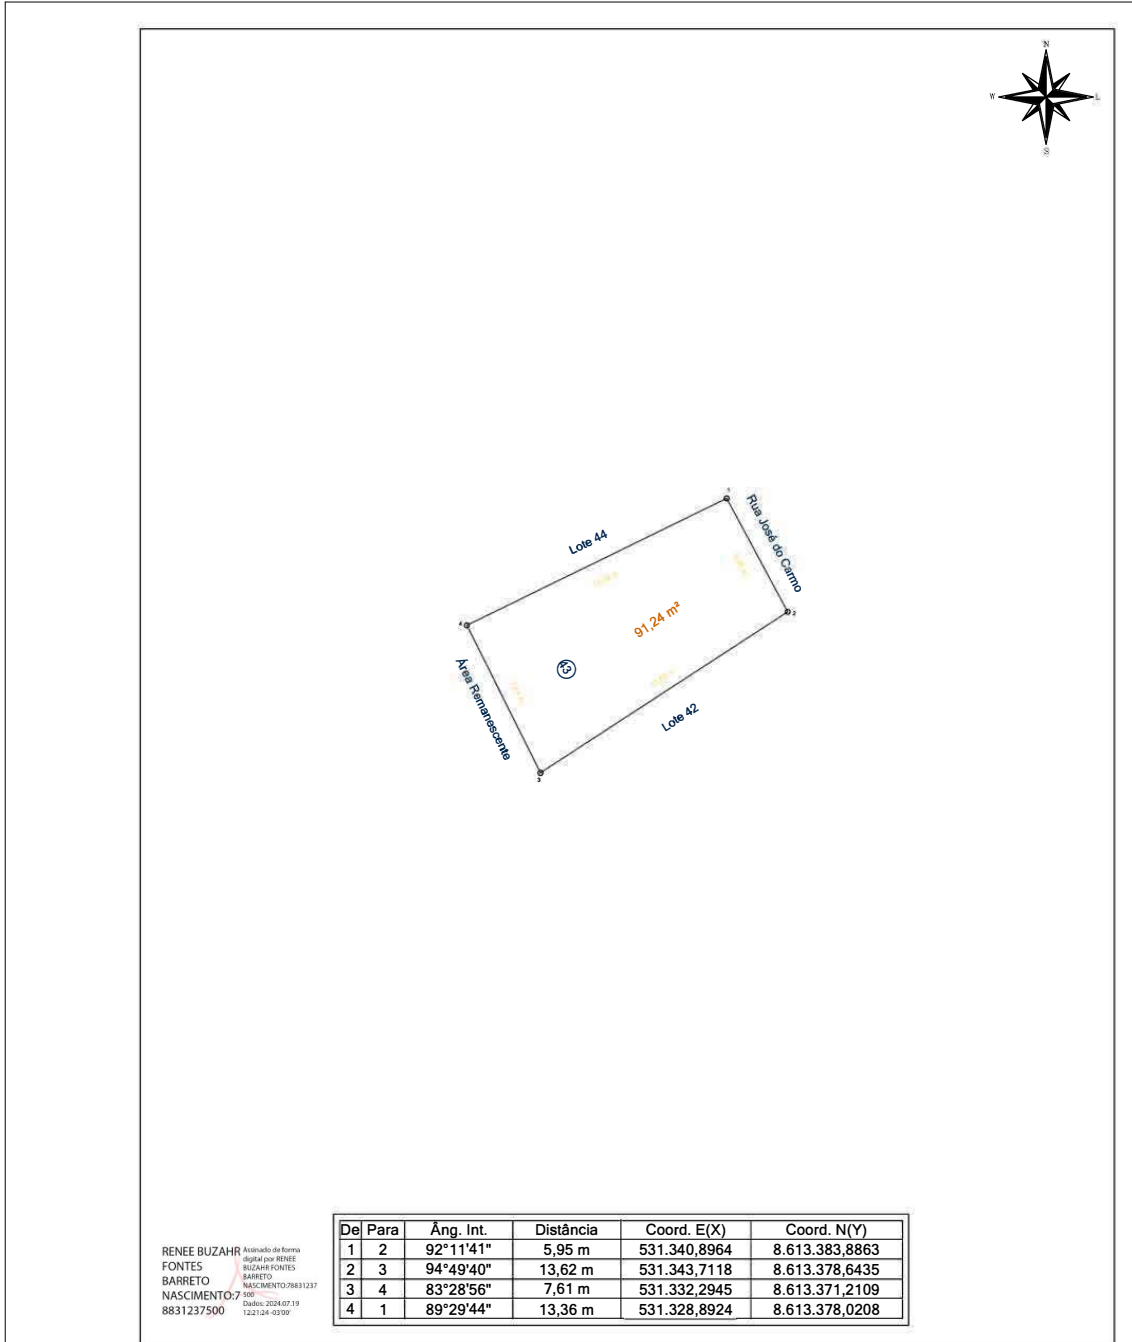 N
W
L
S
1
Rua José do Carmo
Lote 44
91,24 m²
2
4
43
Área Remanescente
Lote 42
3
De Para Âng. Int. Distância Coord. E(X) Coord. N(Y)
1 2 92°11'41" 5,95 m 531.340,8964 8.613.383,8863
2 3 94°49'40" 13,62 m 531.343,7118 8.613.378,6435
3 4 83°28'56" 7,61 m 531.332,2945 8.613.371,2109
4 1 89°29'44" 13,36 m 531.328,8924 8.613.378,0208
RENEE BUZAHR
FONTES
BARRETO
NASCIMENTO:7
8831237500
Assinado de forma
digital por RENEE
BUZAHR FONTES
BARRETO
NASCIMENTO:78831237
500
Dados: 2024.07.19
12:21:24 -03'00'